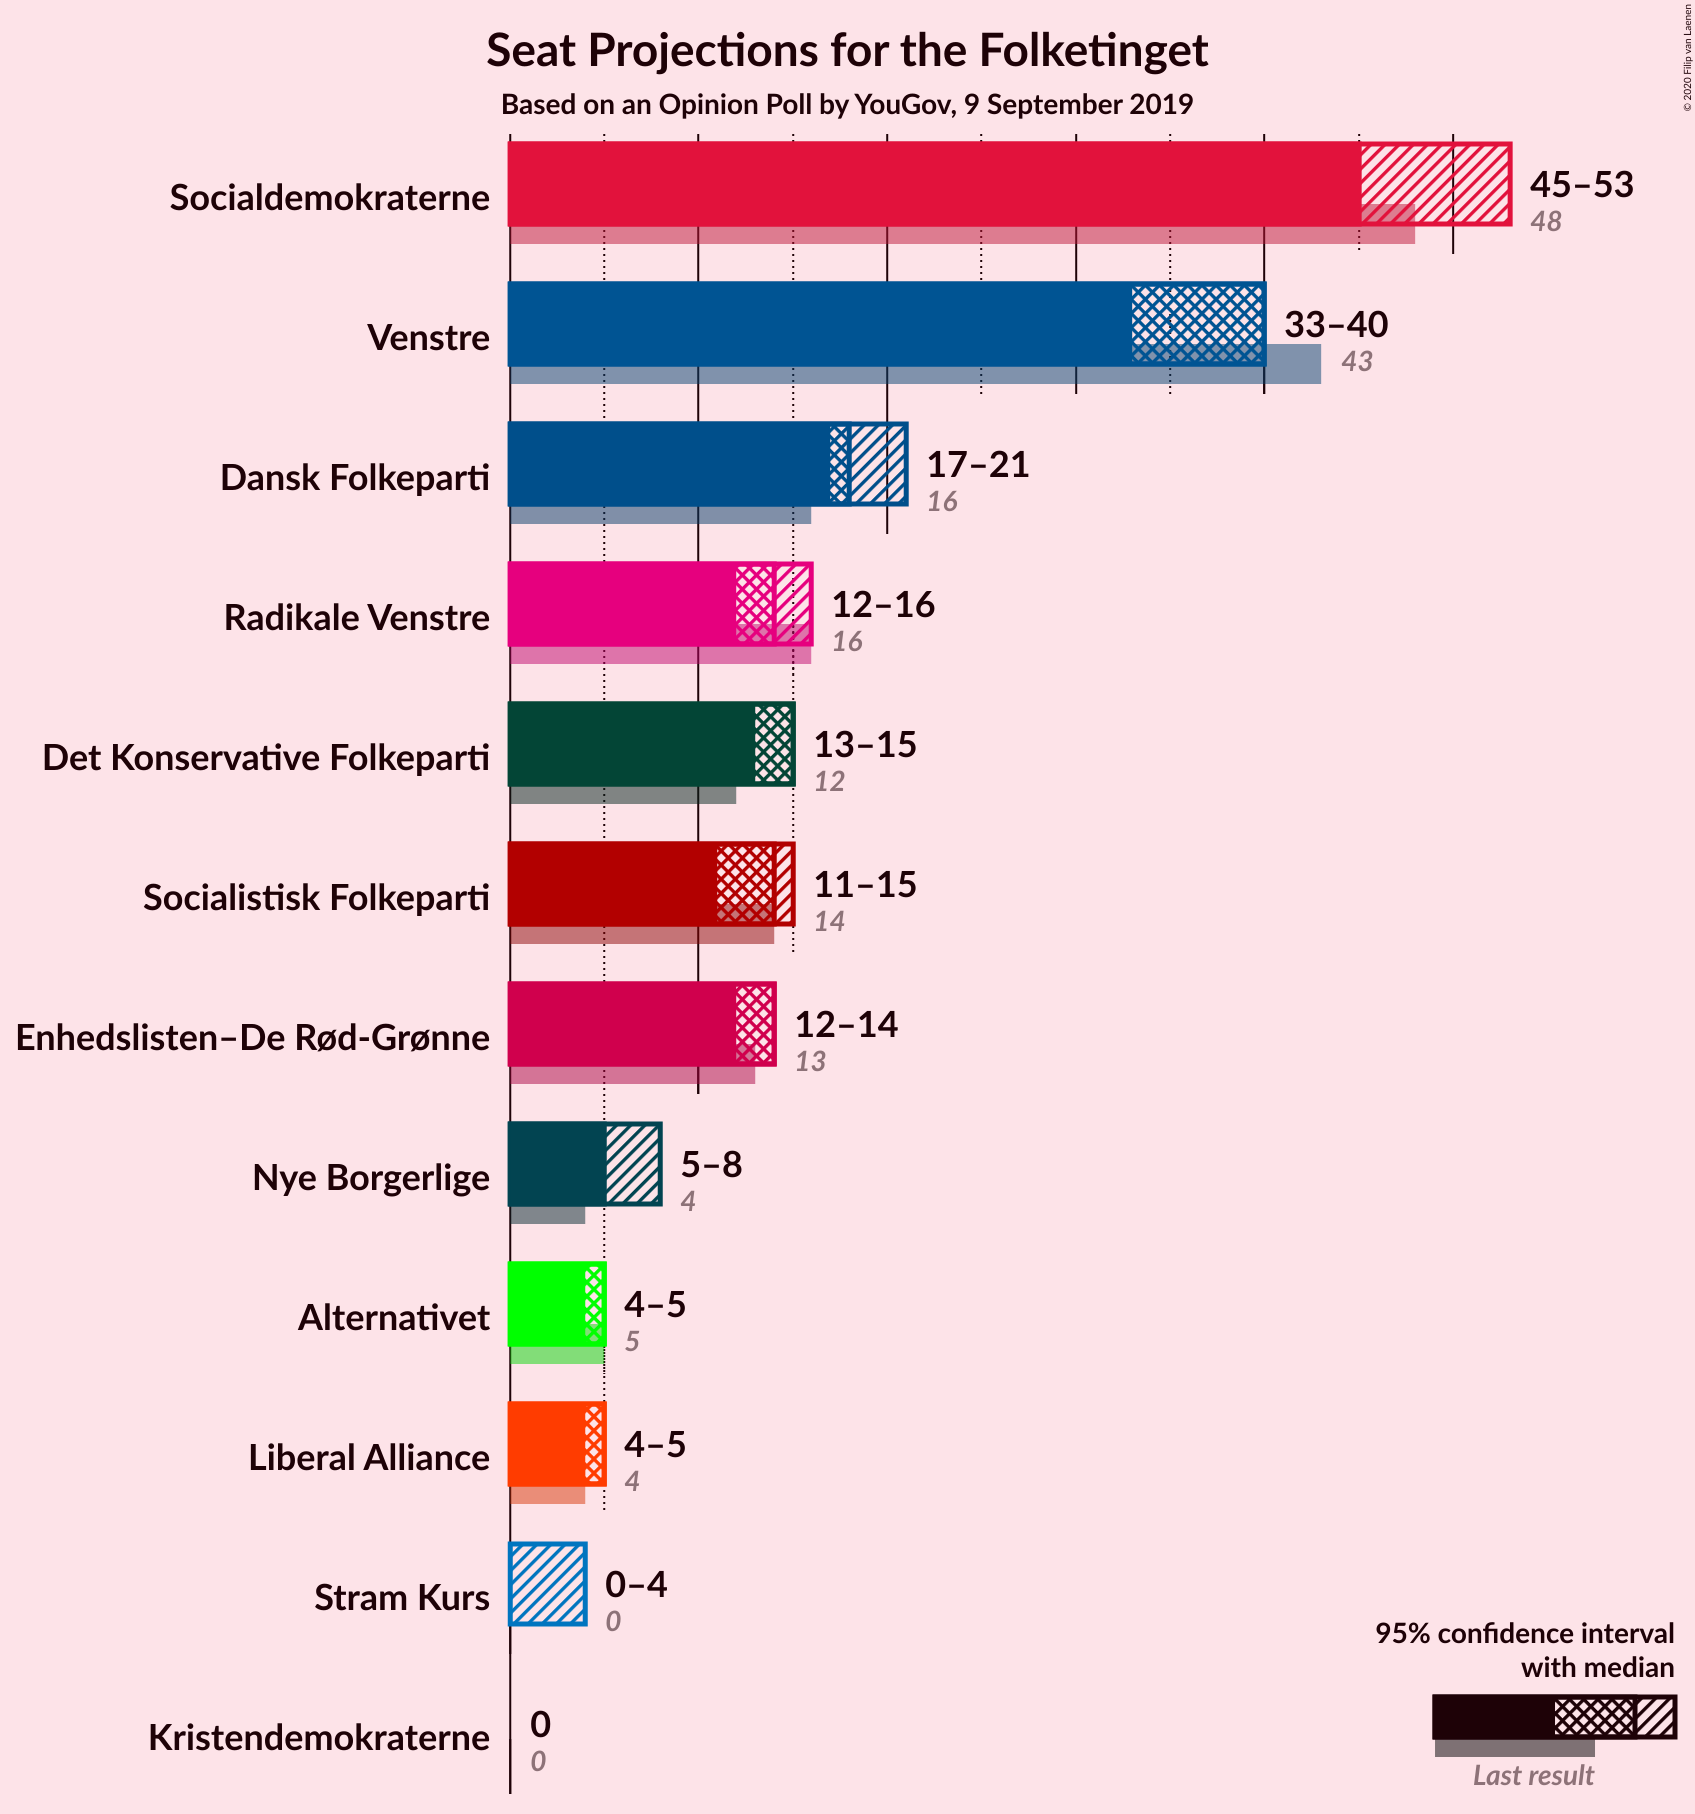 Seat Projections for the Folketinget
Based on an Opinion Poll by YouGov, 9 September 2019
© 2020 Filip van Laenen
Socialdemokraterne
45–53
48
Venstre
33–40
43
Dansk Folkeparti
17–21
16
Radikale Venstre
12–16
16
Det Konservative Folkeparti
13–15
12
Socialistisk Folkeparti
11–15
14
Enhedslisten–De Rød-Grønne
12–14
13
Nye Borgerlige
5–8
4
Alternativet
4–5
5
Liberal Alliance
4–5
4
Stram Kurs
0–4
0
Kristendemokraterne
0
0
95% confidence interval
with median
Last result